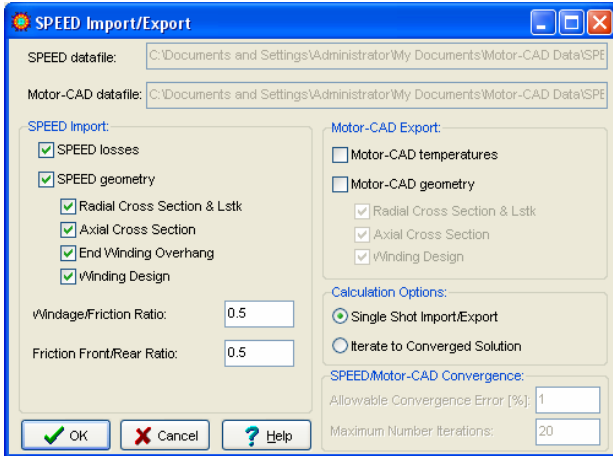 SPEED Import/Export
SPEED datafile:
C:\Documents and Settings\Administrator\My Documents\Motor-CAD Data\SPE
Motor-CAD datafile:
C:\Documents and Settings\Administrator\My Documents\Motor-CAD Data\SPE
SPEED Import:
SPEED losses
SPEED geometry
Radial Cross Section & Lstk
Axial Cross Section
End Winding Overhang
Winding Design
Windage/Friction Ratio:
0.5
Friction Front/Rear Ratio:
0.5
OK
Cancel
Help
Motor-CAD Export:
Motor-CAD temperatures
Motor-CAD geometry
Radial Cross Section & Lstk
Axial Cross Section
Winding Design
Calculation Options:
Single Shot Import/Export
Iterate to Converged Solution
SPEED/Motor-CAD Convergence:
Allowable Convergence Error [%]:
1
Maximum Number Iterations:
20